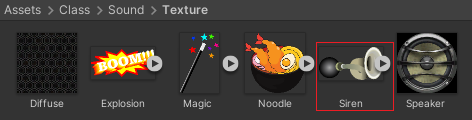 Assets > Class > Sound > Texture
BOOM!!!
Diffuse Explosion Magic Noodle Siren Speaker